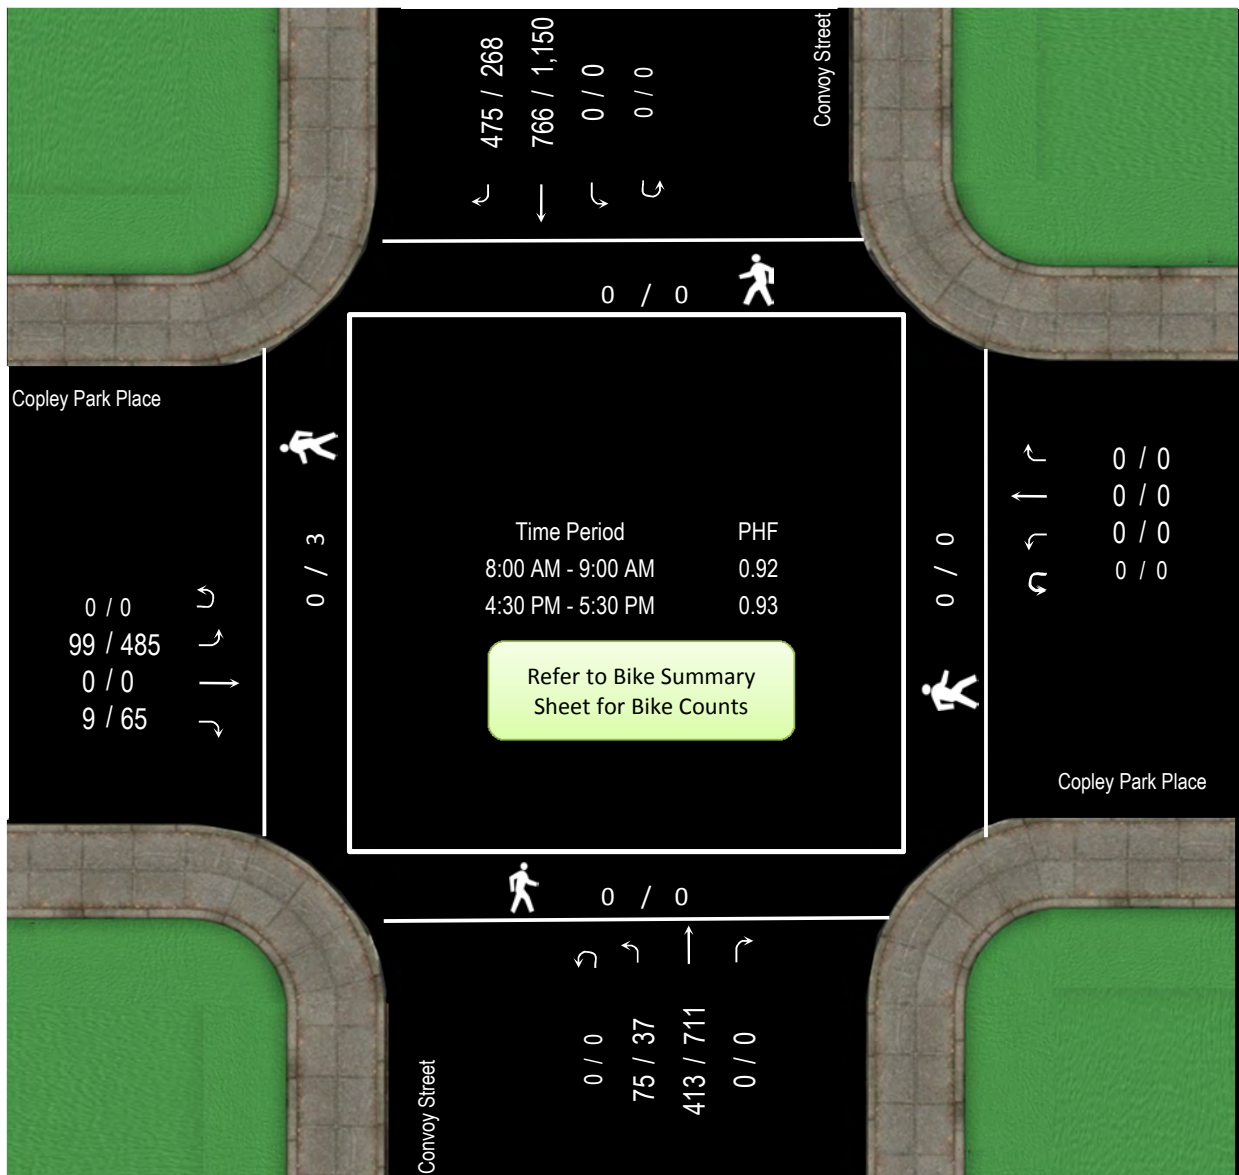 475 / 268
766 / 1,150
0 / 0
0 / 0
Convoy Street
0 / 0
Copley Park Place
0 / 3
0 / 0
99 / 485
0 / 0
9 / 65
Time Period PHF
8:00 AM - 9:00 AM 0.92
4:30 PM - 5:30 PM 0.93
Refer to Bike Summary
Sheet for Bike Counts
0 / 0
0 / 0
0 / 0
0 / 0
0 / 0
Copley Park Place
0 / 0
0 / 0
75 / 37
413 / 711
0 / 0
Convoy Street